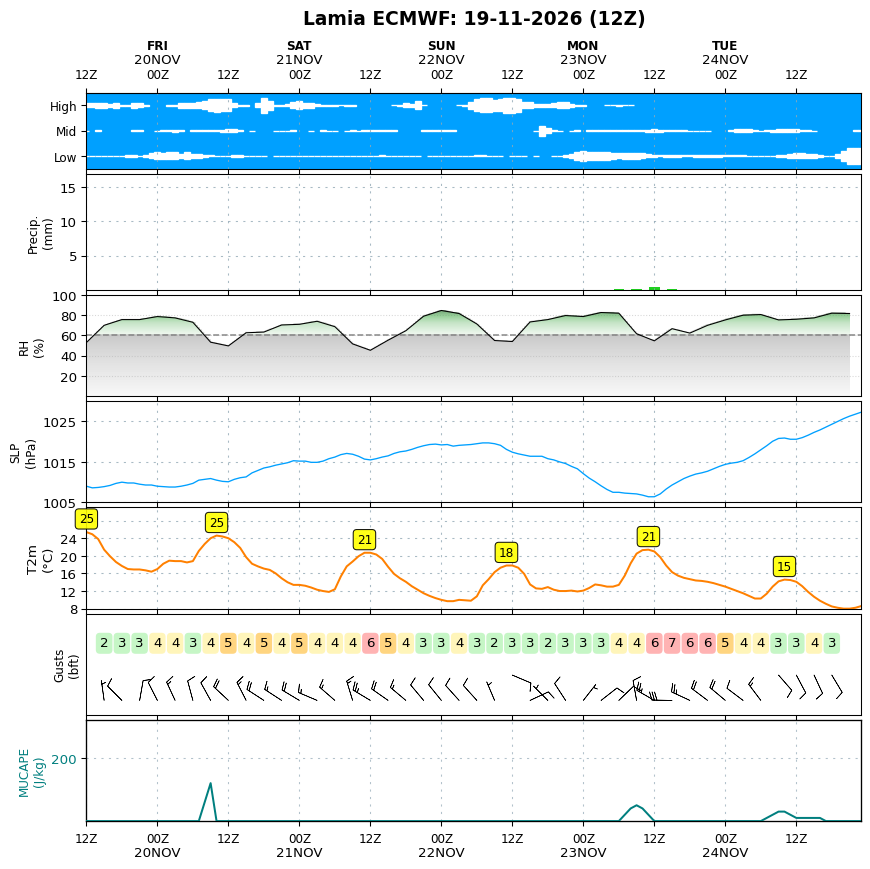 Lamia ECMWF: 19-11-2026 (12Z)
FRI SAT SUN MON TUE
20NOV 21NOV 22NOV 23NOV 24NOV
12Z 00Z 12Z 00Z 12Z 00Z 12Z 00Z 12Z 00Z 12Z
High
Mid
Low
Precip.
(mm)
15
10
5
RH
(%)
100
80
60
40
20
SLP
(hPa)
1025
1015
1005
T2m
(°C)
24
20
16
12
8
25 25 21 18 21 15
Gusts
(bft)
2 3 3 4 4 3 4 5 4 5 4 5 4 4 4 6 5 4 3 3 4 3 2 3 3 2 3 3 3 4 4 6 7 6 6 5 4 4 3 3 4 3
MUCAPE
(J/kg)
200
12Z 00Z 12Z 00Z 12Z 00Z 12Z 00Z 12Z 00Z 12Z
20NOV 21NOV 22NOV 23NOV 24NOV